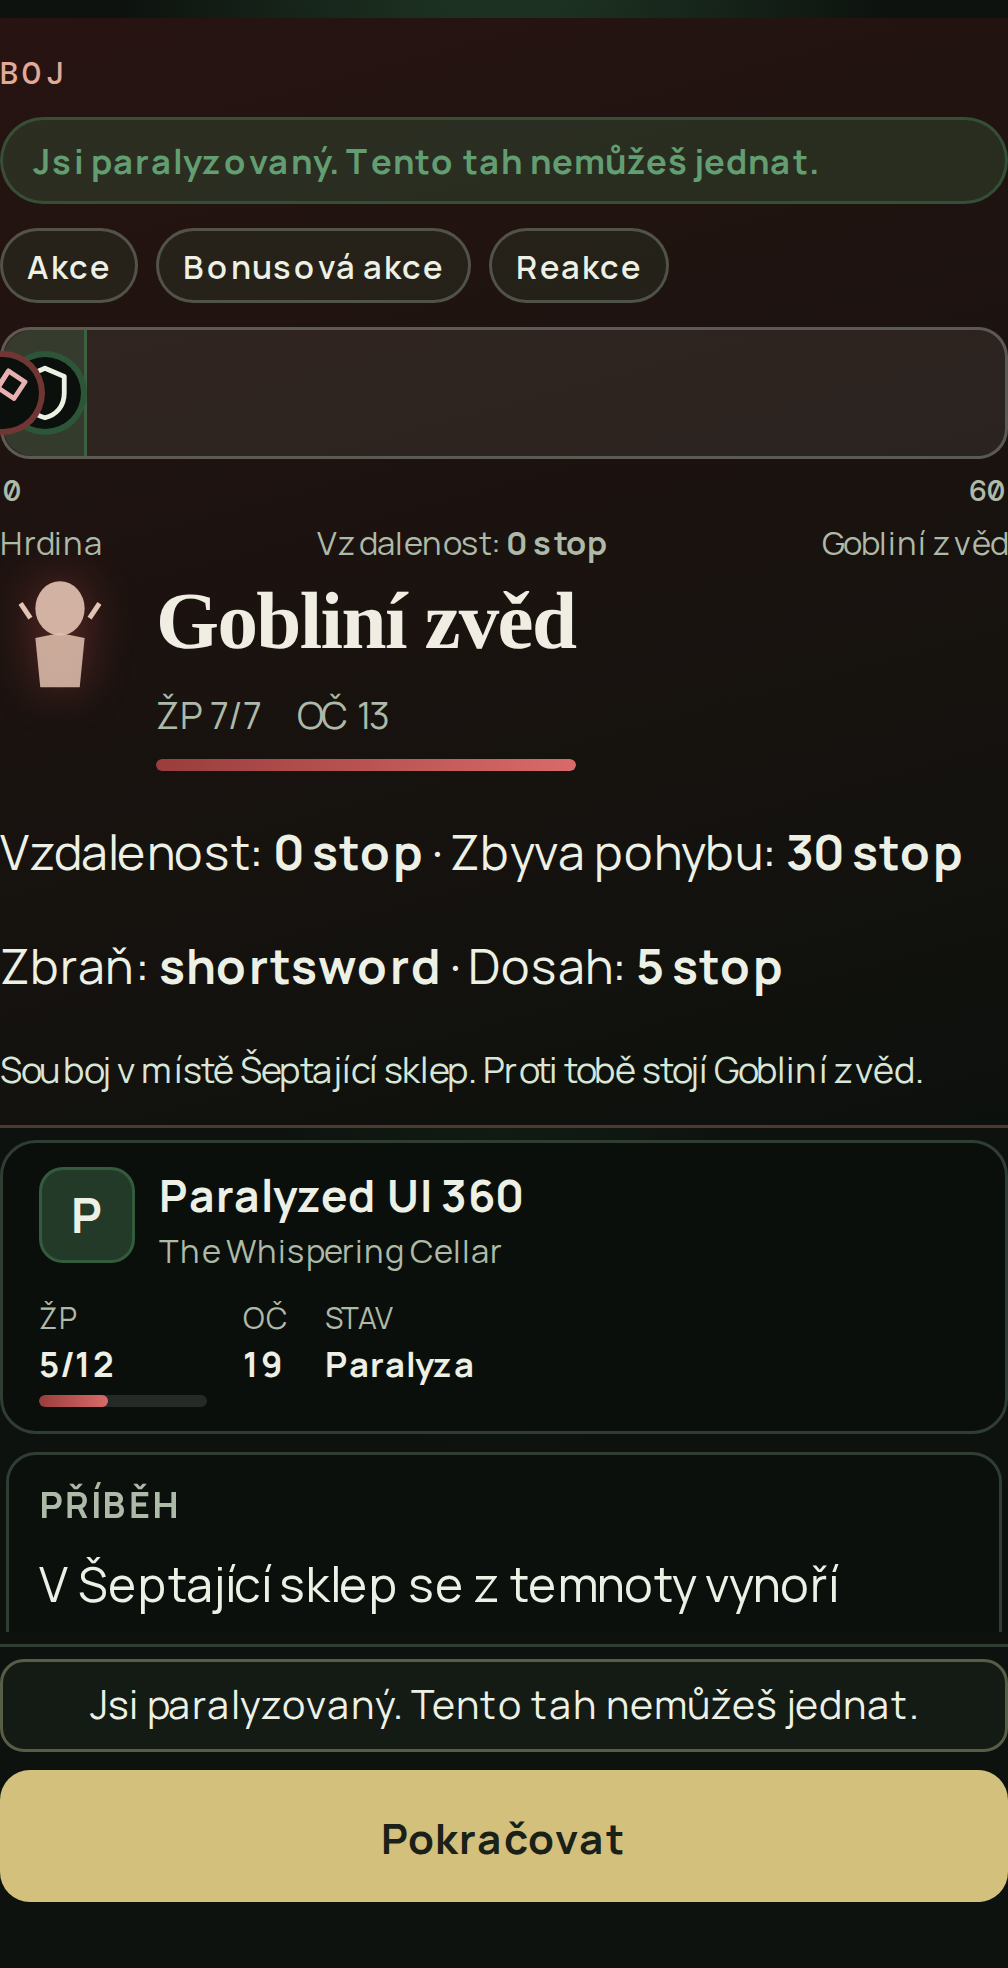 BOJ
Jsi paralyzovaný. Tento tah nemůžeš jednat.
Akce Bonusová akce Reakce
0 60
Hrdina Vzdalenost: 0 stop Gobliní zvěd
Gobliní zvěd
ŽP 7/7 OČ 13
Vzdalenost: 0 stop · Zbyva pohybu: 30 stop
Zbraň: shortsword · Dosah: 5 stop
Souboj v místě Šeptající sklep. Proti tobě stojí Gobliní zvěd.
P Paralyzed UI 360
The Whispering Cellar
ŽP OČ STAV
5/12 19 Paralyza
PŘÍBĚH
V Šeptající sklep se z temnoty vynoří
Jsi paralyzovaný. Tento tah nemůžeš jednat.
Pokračovat